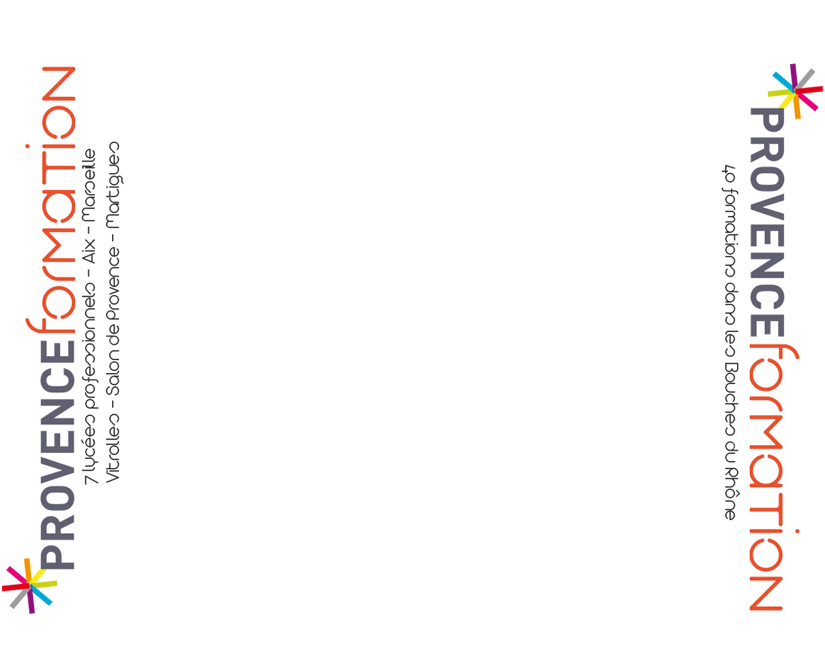 PROVENCEformation
7 lycées professionnels - Aix - Marseille
Vitrolles - Salon de Provence - Martigues
PROVENCEformation
40 formations dans les Bouches du Rhône